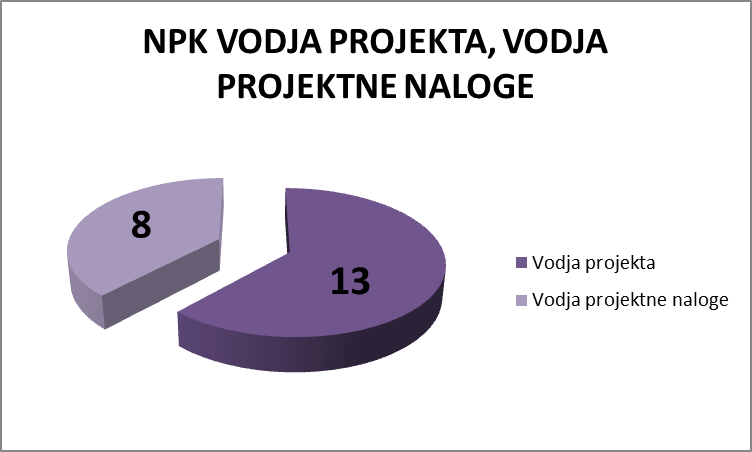 NPK VODJA PROJEKTA, VODJA
PROJEKTNE NALOGE
8
13
Vodja projekta
Vodja projektne naloge